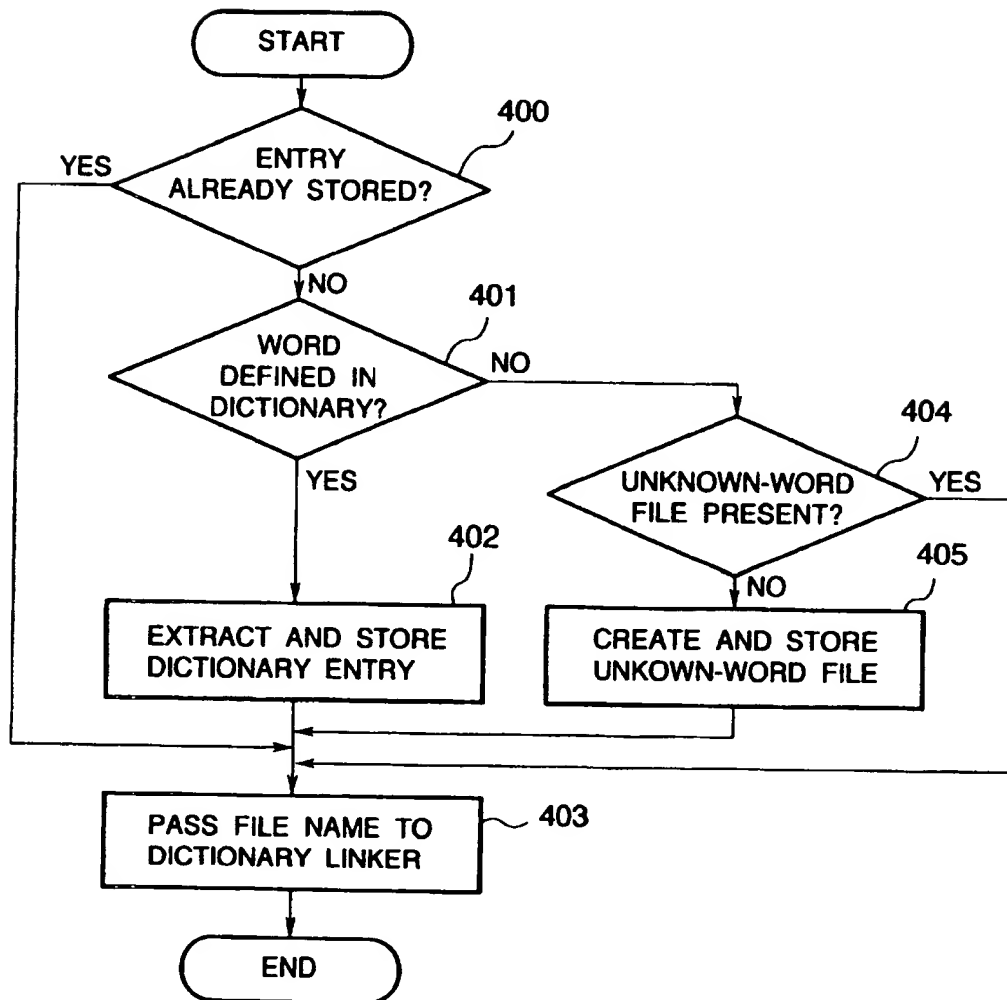 START
400
YES
ENTRY
ALREADY STORED?
NO
401
WORD
DEFINED IN
DICTIONARY?
NO
YES
404
UNKNOWN-WORD
FILE PRESENT?
YES
NO
402
EXTRACT AND STORE
DICTIONARY ENTRY
405
CREATE AND STORE
UNKOWN-WORD FILE
PASS FILE NAME TO
DICTIONARY LINKER
403
END